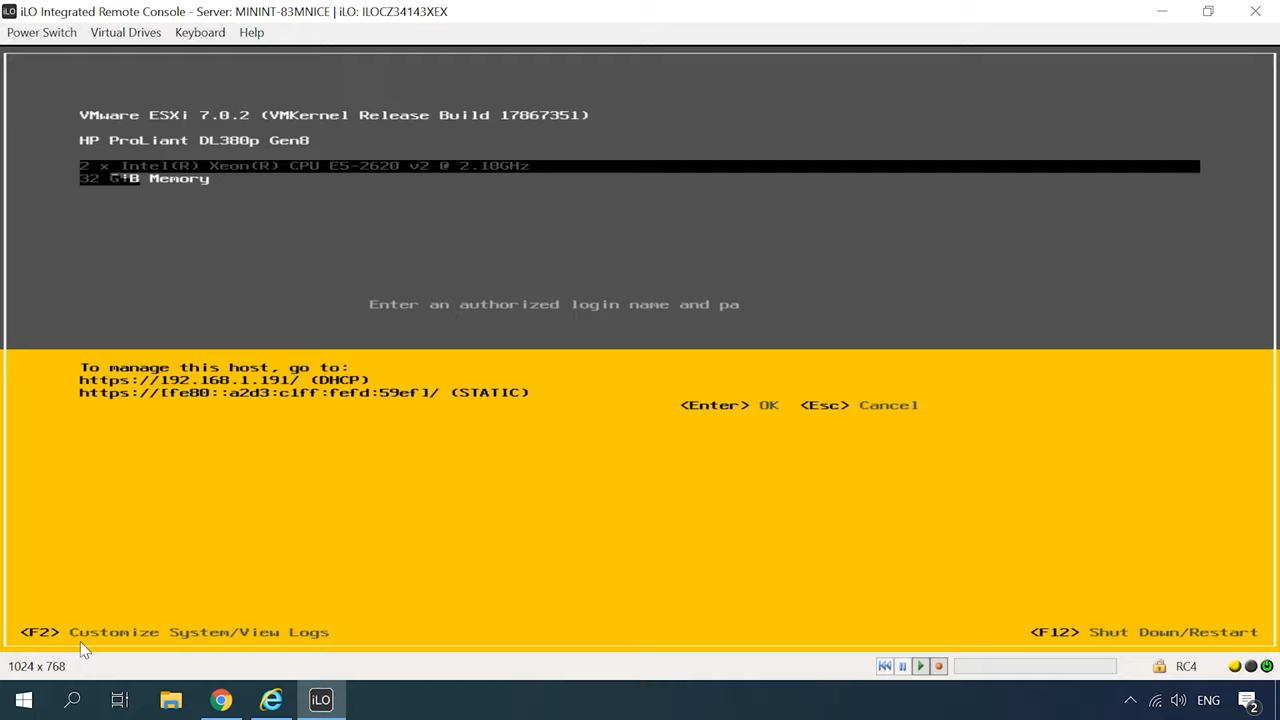 iLO Integrated Remote Console - Server: MININT-83MNICE | iLO: ILOCZ34143XEX
Power Switch Virtual Drives Keyboard Help
VMware ESXi 7.0.2 (VMKernel Release Build 17867351)
HP ProLiant DL380p Gen8
2 x Intel(R) Xeon(R) CPU E5-2620 v2 @ 2.10GHz
32 GiB Memory
Enter an authorized login name and pa
To manage this host, go to:
https://192.168.1.191/ (DHCP)
https://[fe80::a2d3:c1ff:fefd:59ef]/ (STATIC)
<Enter> OK <Esc> Cancel
<F2> Customize System/View Logs
<F12> Shut Down/Restart
1024 x 768
RC4
iLO
ENG
2